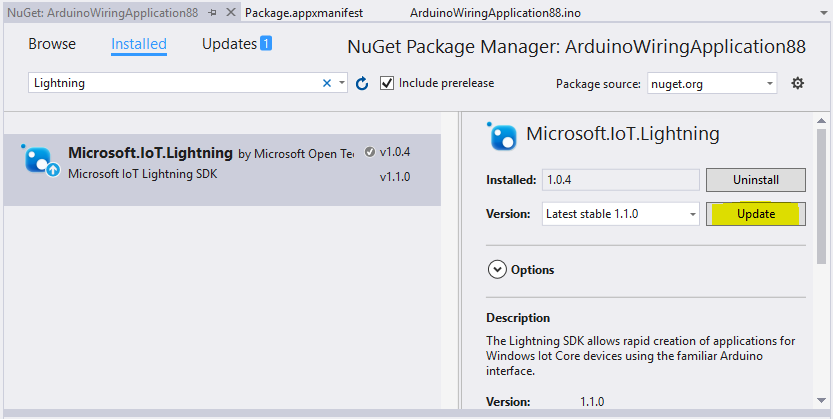 NuGet: ArduinoWiringApplication88
Package.appxmanifest
ArduinoWiringApplication88.ino
Browse
Installed
Updates 1
NuGet Package Manager: ArduinoWiringApplication88
Lightning
Include prerelease
Package source: nuget.org
Microsoft.IoT.Lightning by Microsoft Open Te
v1.0.4
Microsoft IoT Lightning SDK
v1.1.0
Microsoft.IoT.Lightning
Installed: 1.0.4 Uninstall
Version: Latest stable 1.1.0 Update
Options
Description
The Lightning SDK allows rapid creation of applications for
Windows Iot Core devices using the familiar Arduino
interface.
Version: 1.1.0